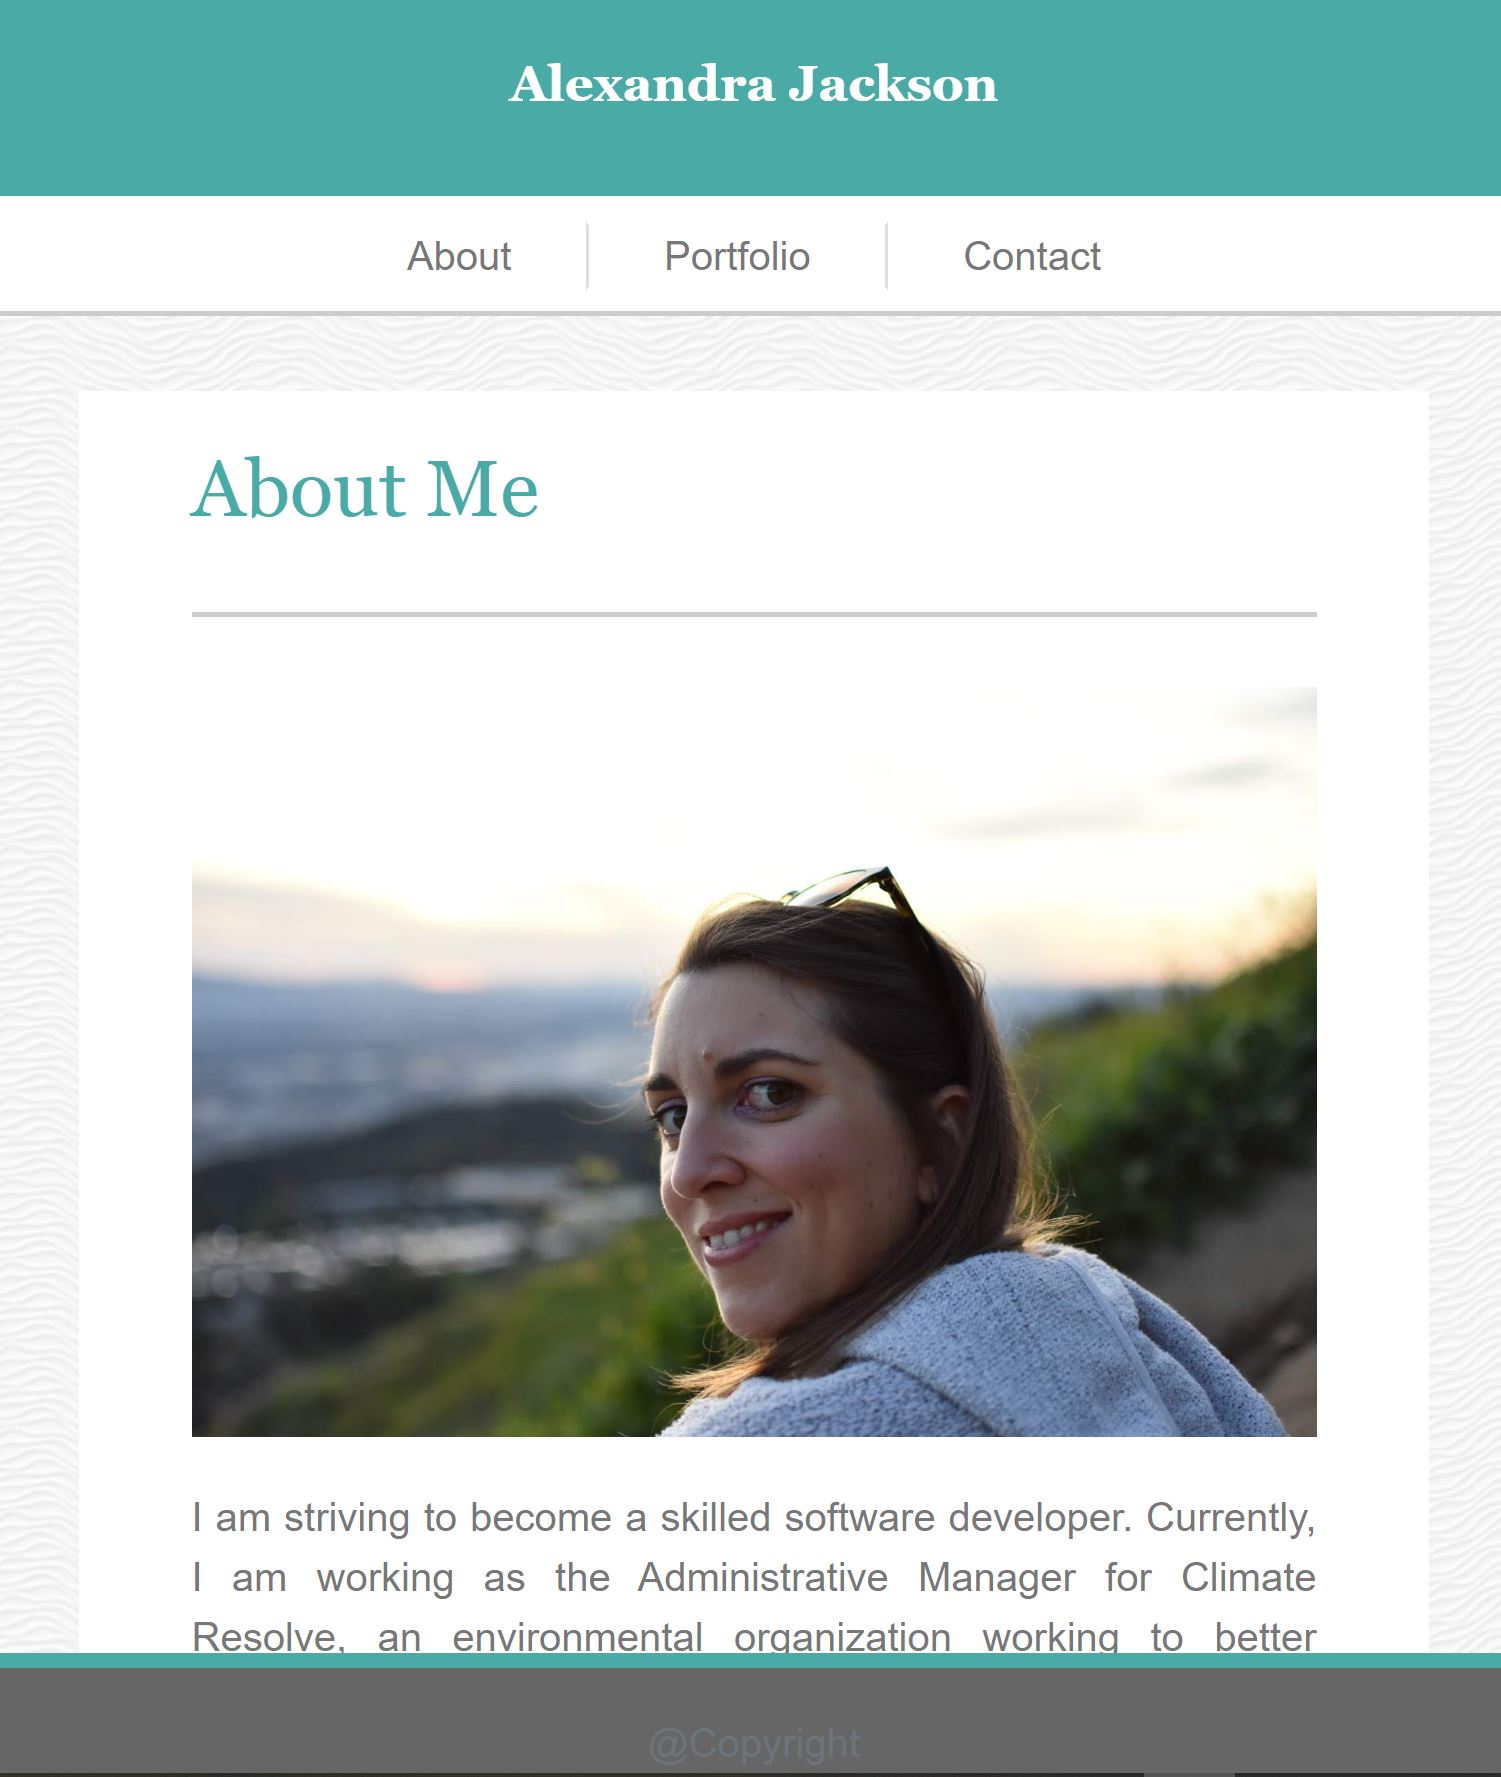 Alexandra Jackson
About
Portfolio
Contact
About Me
I am striving to become a skilled software developer. Currently,
I am working as the Administrative Manager for Climate
Resolve, an environmental organization working to better
@Copyright